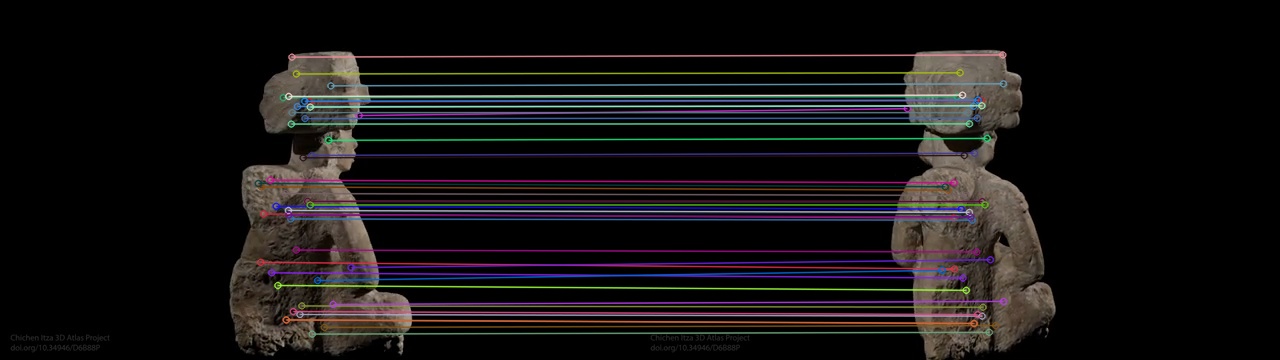 Chichen Itza 3D Atlas Project
doi.org/10.34946/D6B88P
Chichen Itza 3D Atlas Project
doi.org/10.34946/D6B88P